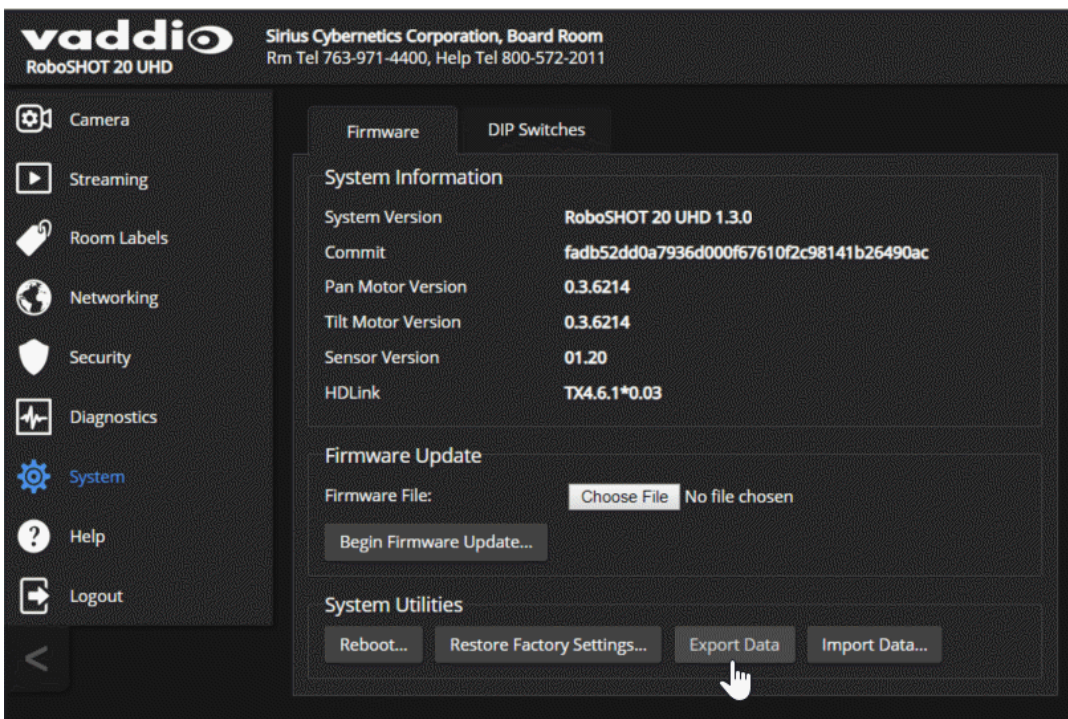 vaddio
RoboSHOT 20 UHD
Sirius Cybernetics Corporation, Board Room
Rm Tel 763-971-4400, Help Tel 800-572-2011
Camera
Streaming
Room Labels
Networking
Security
Diagnostics
System
Help
Logout
<
Firmware DIP Switches
System Information
System Version RoboSHOT 20 UHD 1.3.0
Commit fadb52dd0a7936d000f67610f2c98141b26490ac
Pan Motor Version 0.3.6214
Tilt Motor Version 0.3.6214
Sensor Version 01.20
HDLink TX4.6.1*0.03
Firmware Update
Firmware File: Choose File No file chosen
Begin Firmware Update...
System Utilities
Reboot... Restore Factory Settings... Export Data Import Data...